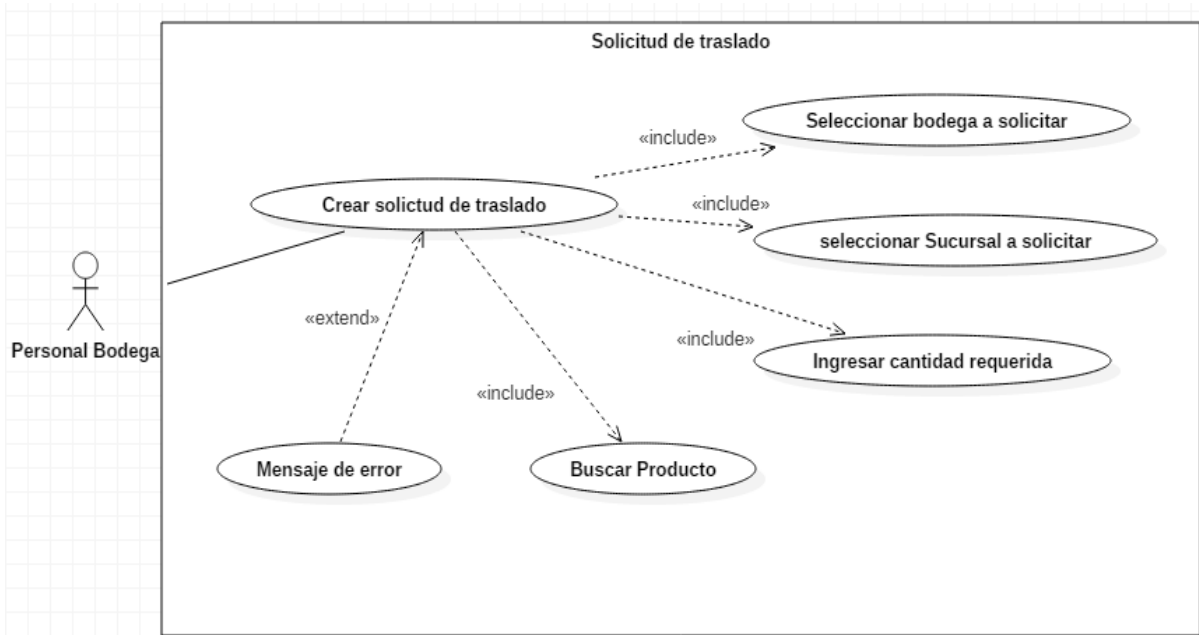 Solicitud de traslado
Seleccionar bodega a solicitar
«include»
Crear solictud de traslado
«include»
seleccionar Sucursal a solicitar
«extend»
«include»
Personal Bodega
Ingresar cantidad requerida
«include»
Mensaje de error
Buscar Producto